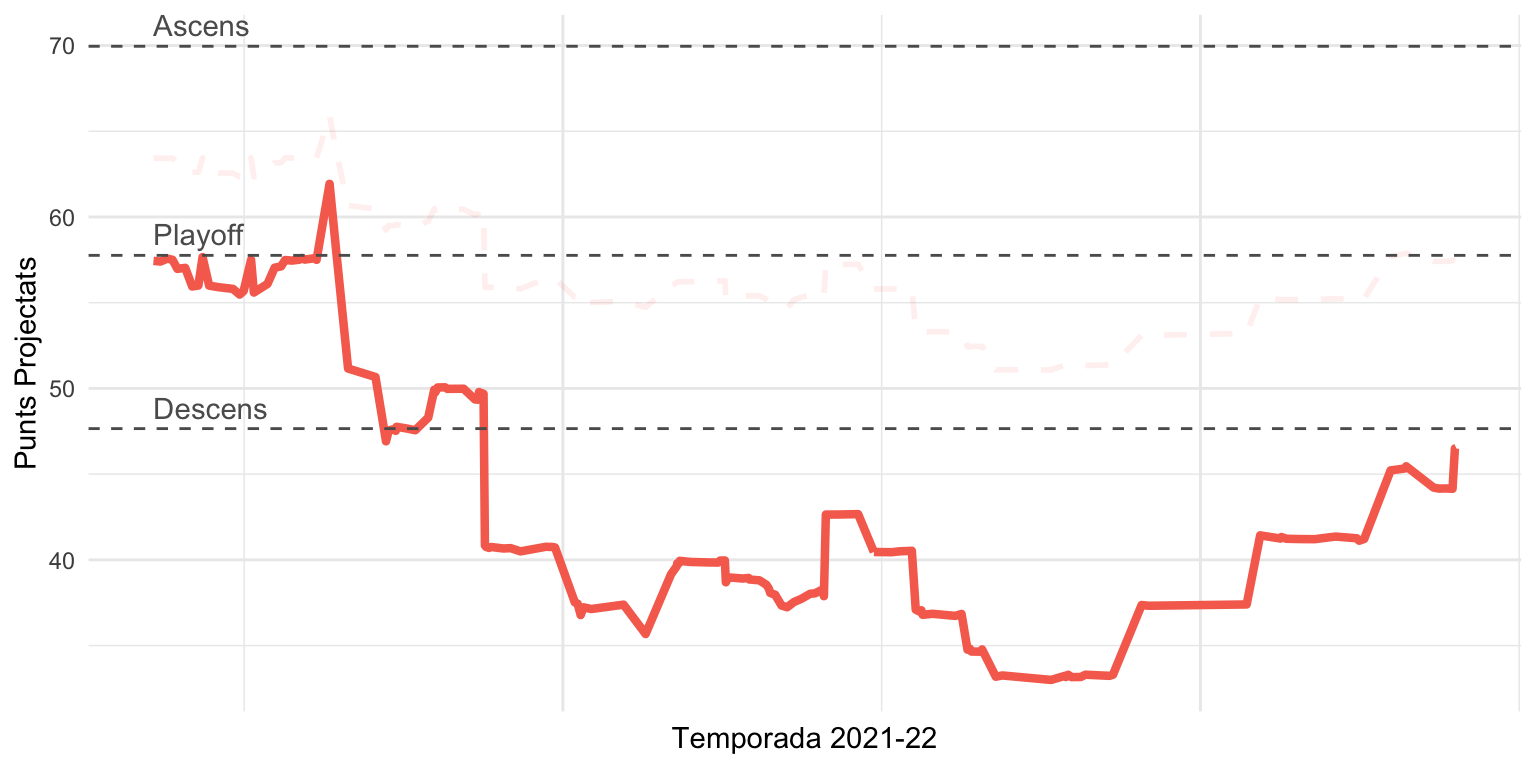 Ascens
70
60
Playoff
50
Descens
40
Punts Projectats
Temporada 2021-22